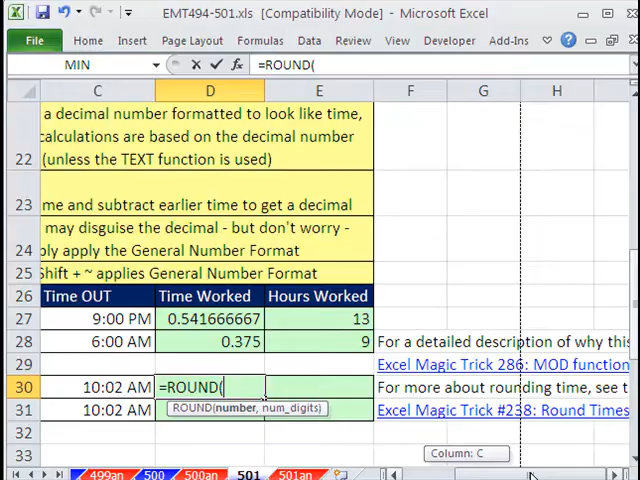 EMT494-501.xls [Compatibility Mode] - Microsoft Excel
File Home Insert Page Layout Formulas Data Review View Developer Add-Ins
MIN fx =ROUND(
C D E F G H
a decimal number formatted to look like time,
calculations are based on the decimal number
22 (unless the TEXT function is used)
23 me and subtract earlier time to get a decimal
may disguise the decimal - but don't worry -
24 ply apply the General Number Format
25 Shift + ~ applies General Number Format
26 Time OUT Time Worked Hours Worked
27 9:00 PM 0.541666667 13
28 6:00 AM 0.375 9 For a detailed description of why this
29 Excel Magic Trick 286: MOD function
30 10:02 AM =ROUND( For more about rounding time, see t
ROUND(number, num_digits)
31 10:02 AM Excel Magic Trick #238: Round Times
32
33 Column: C
499an 500 500an 501 501an